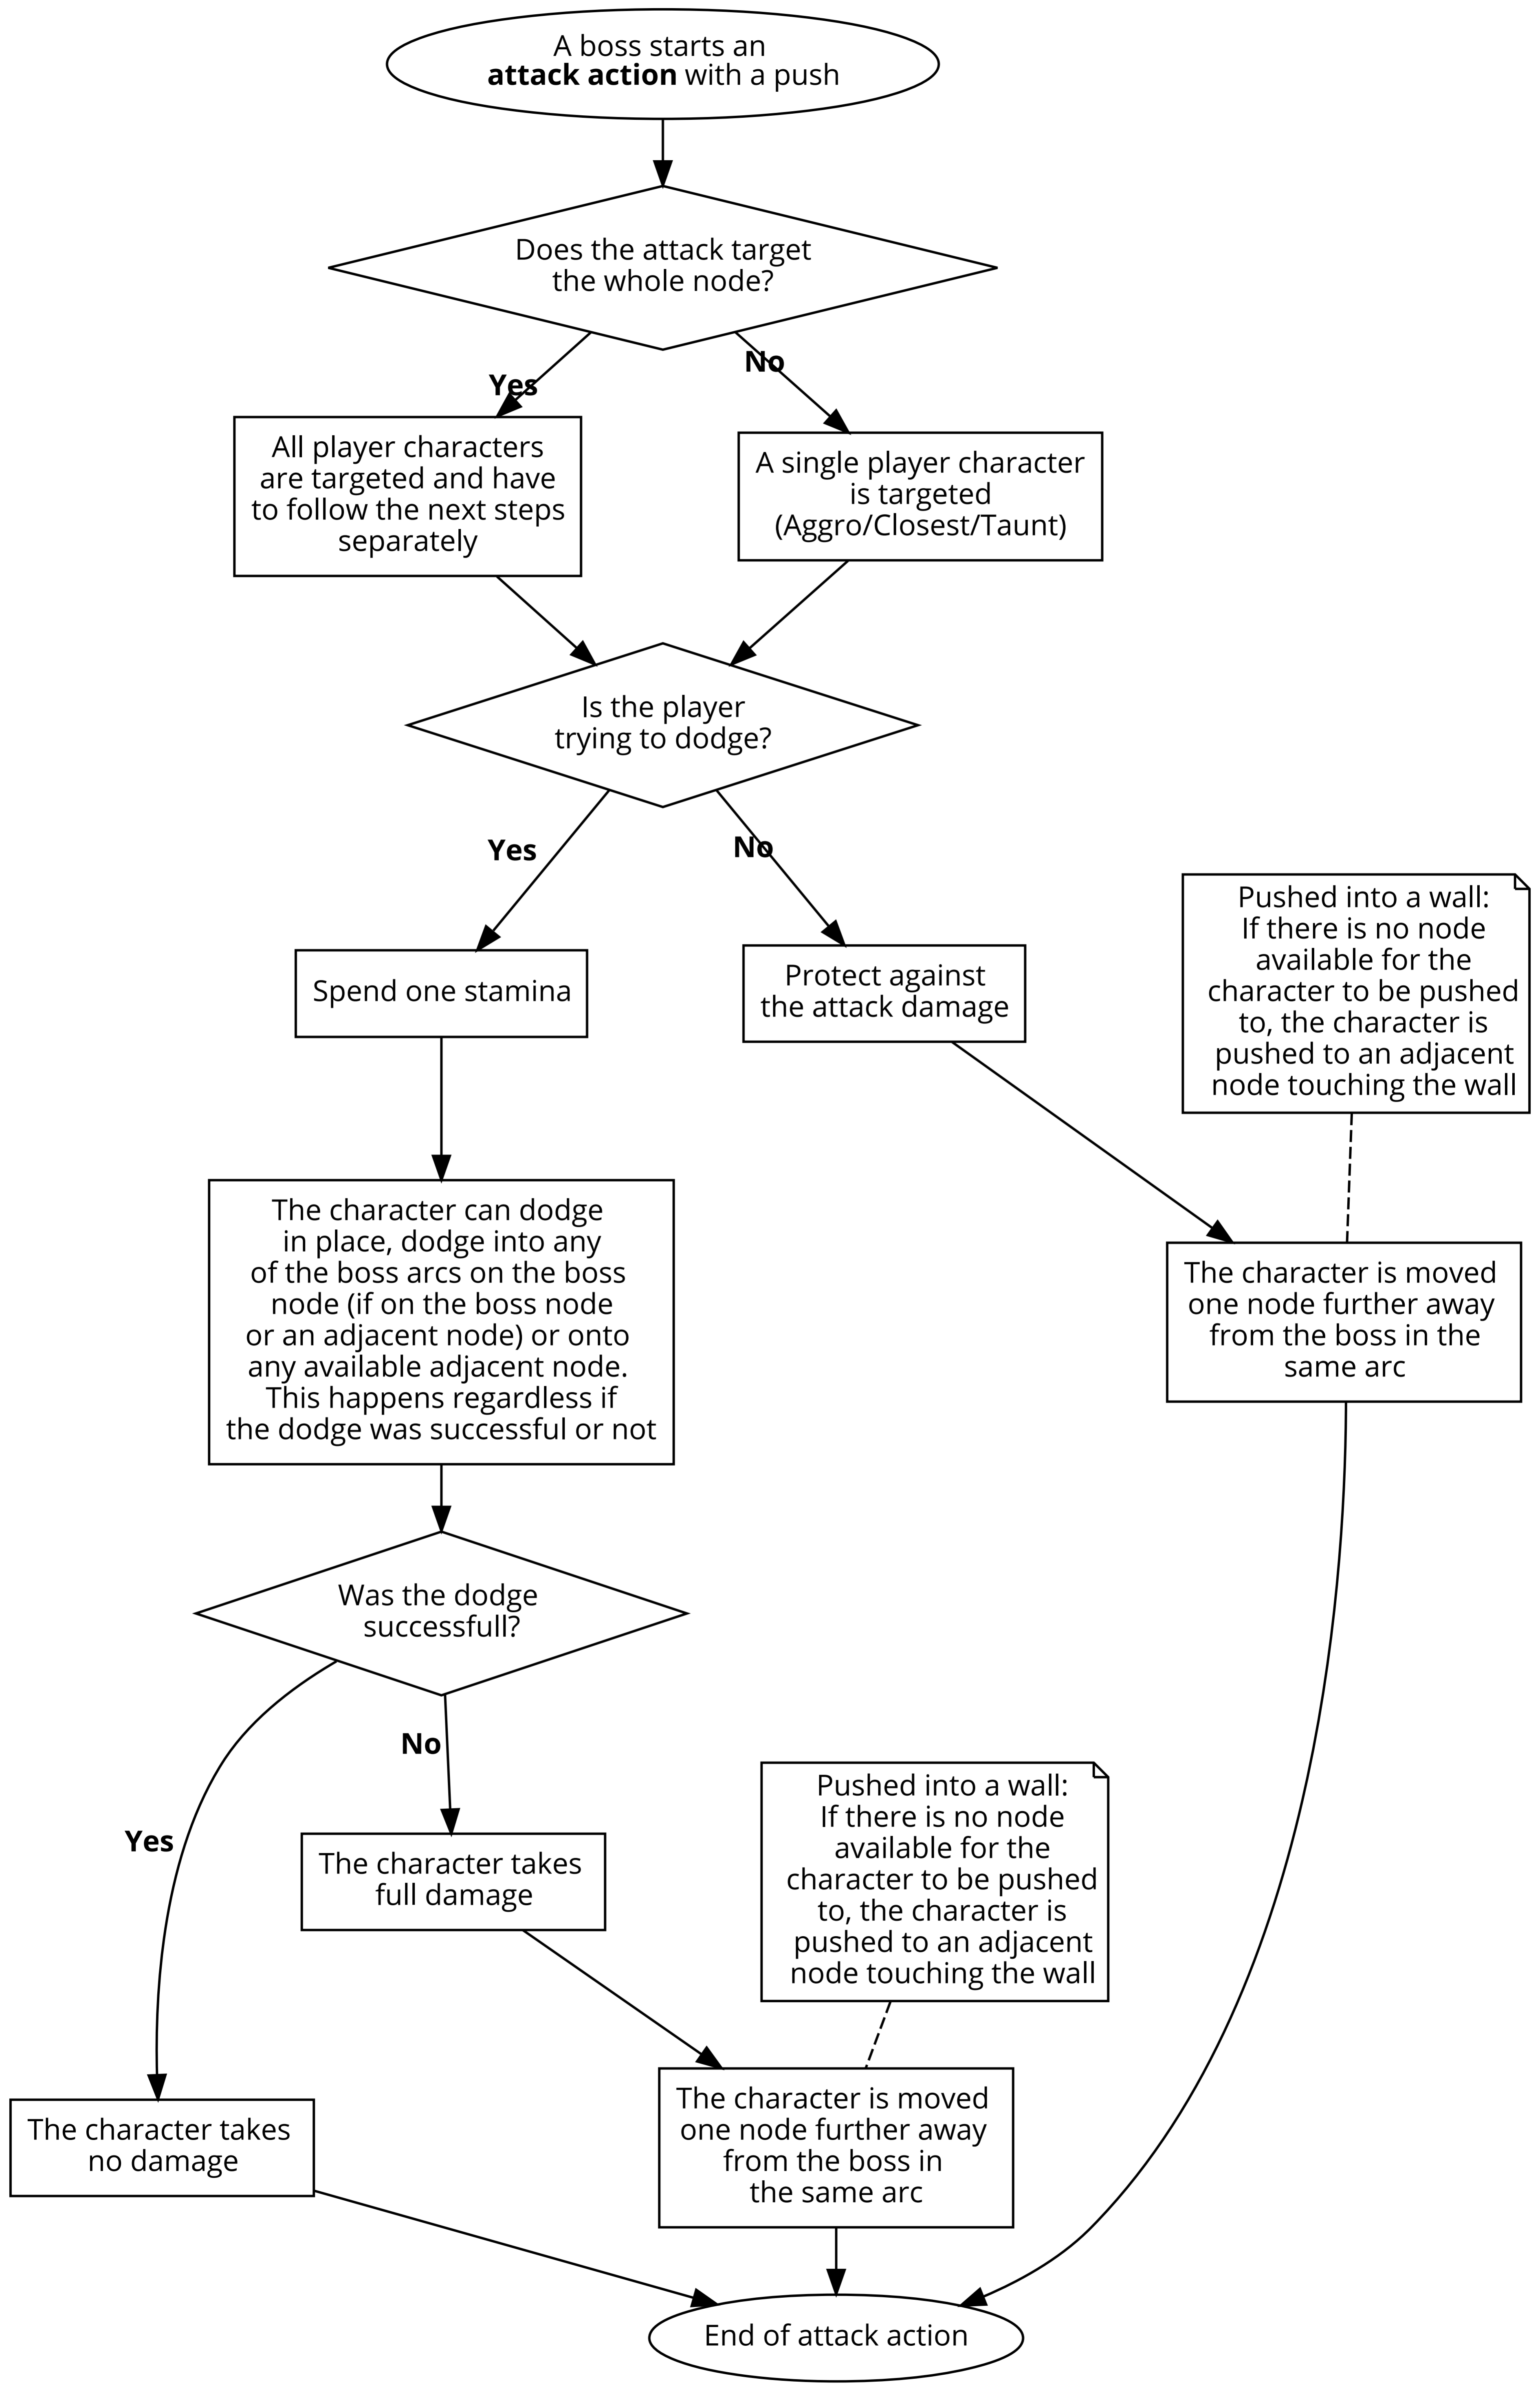 A boss starts an
attack action with a push
Does the attack target
the whole node?
Yes
No
All player characters
are targeted and have
to follow the next steps
separately
A single player character
is targeted
(Aggro/Closest/Taunt)
Is the player
trying to dodge?
Yes
No
Spend one stamina
Protect against
the attack damage
Pushed into a wall:
If there is no node
available for the
character to be pushed
to, the character is
pushed to an adjacent
node touching the wall
The character can dodge
in place, dodge into any
of the boss arcs on the boss
node (if on the boss node
or an adjacent node) or onto
any available adjacent node.
This happens regardless if
the dodge was successful or not
The character is moved
one node further away
from the boss in the
same arc
Was the dodge
successfull?
Yes
No
The character takes
full damage
Pushed into a wall:
If there is no node
available for the
character to be pushed
to, the character is
pushed to an adjacent
node touching the wall
The character takes
no damage
The character is moved
one node further away
from the boss in
the same arc
End of attack action